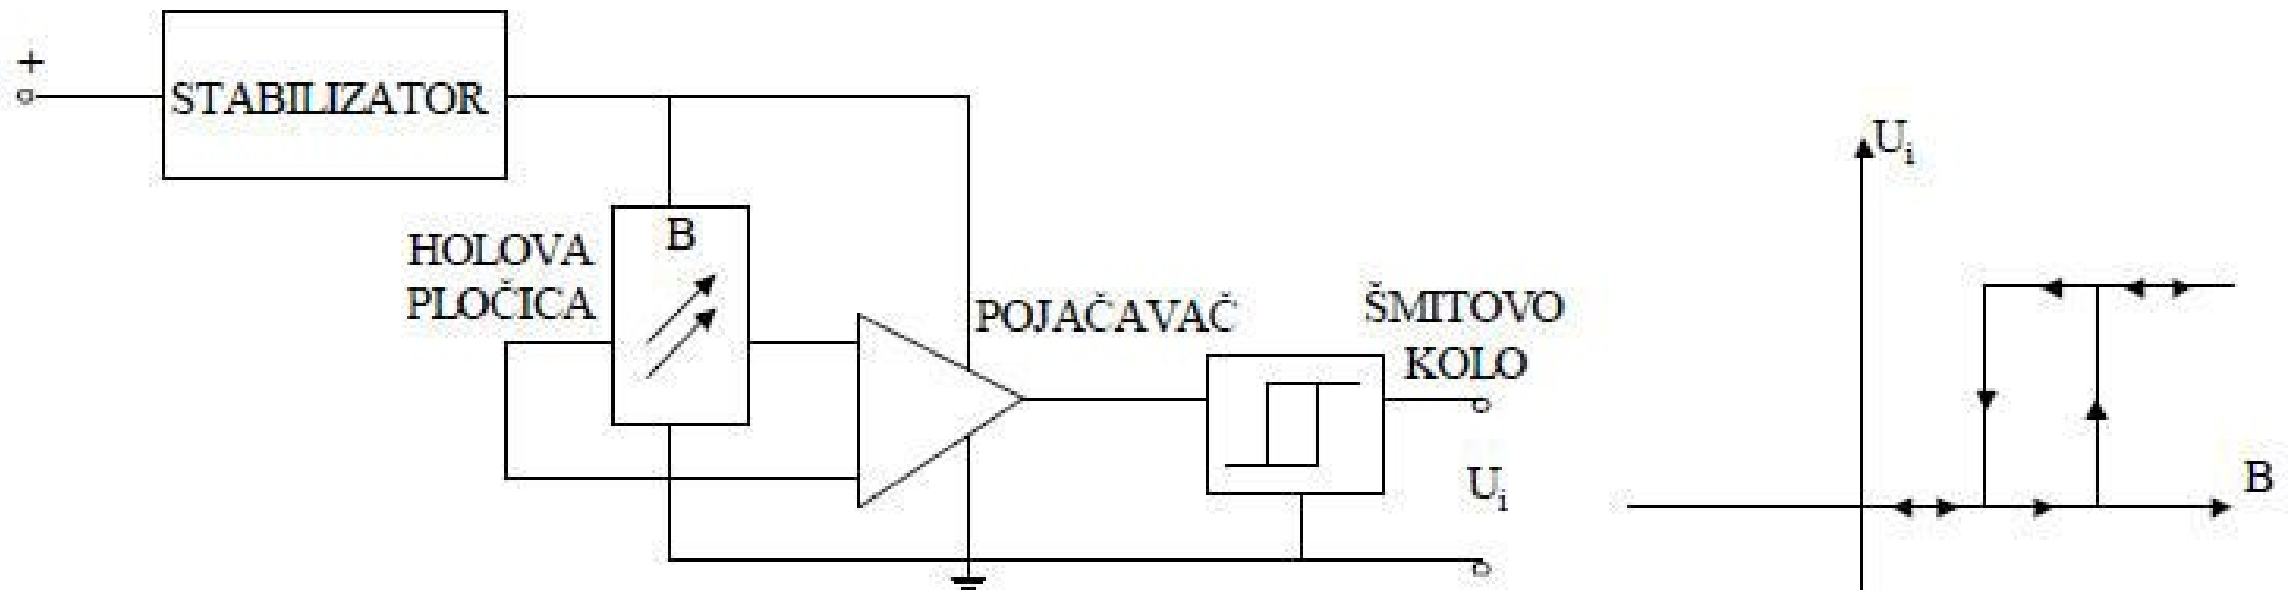 +
STABILIZATOR
HOLOVA
PLOČICA
B
POJAČAVAČ
ŠMITOVO
KOLO
Ui
Ui
B